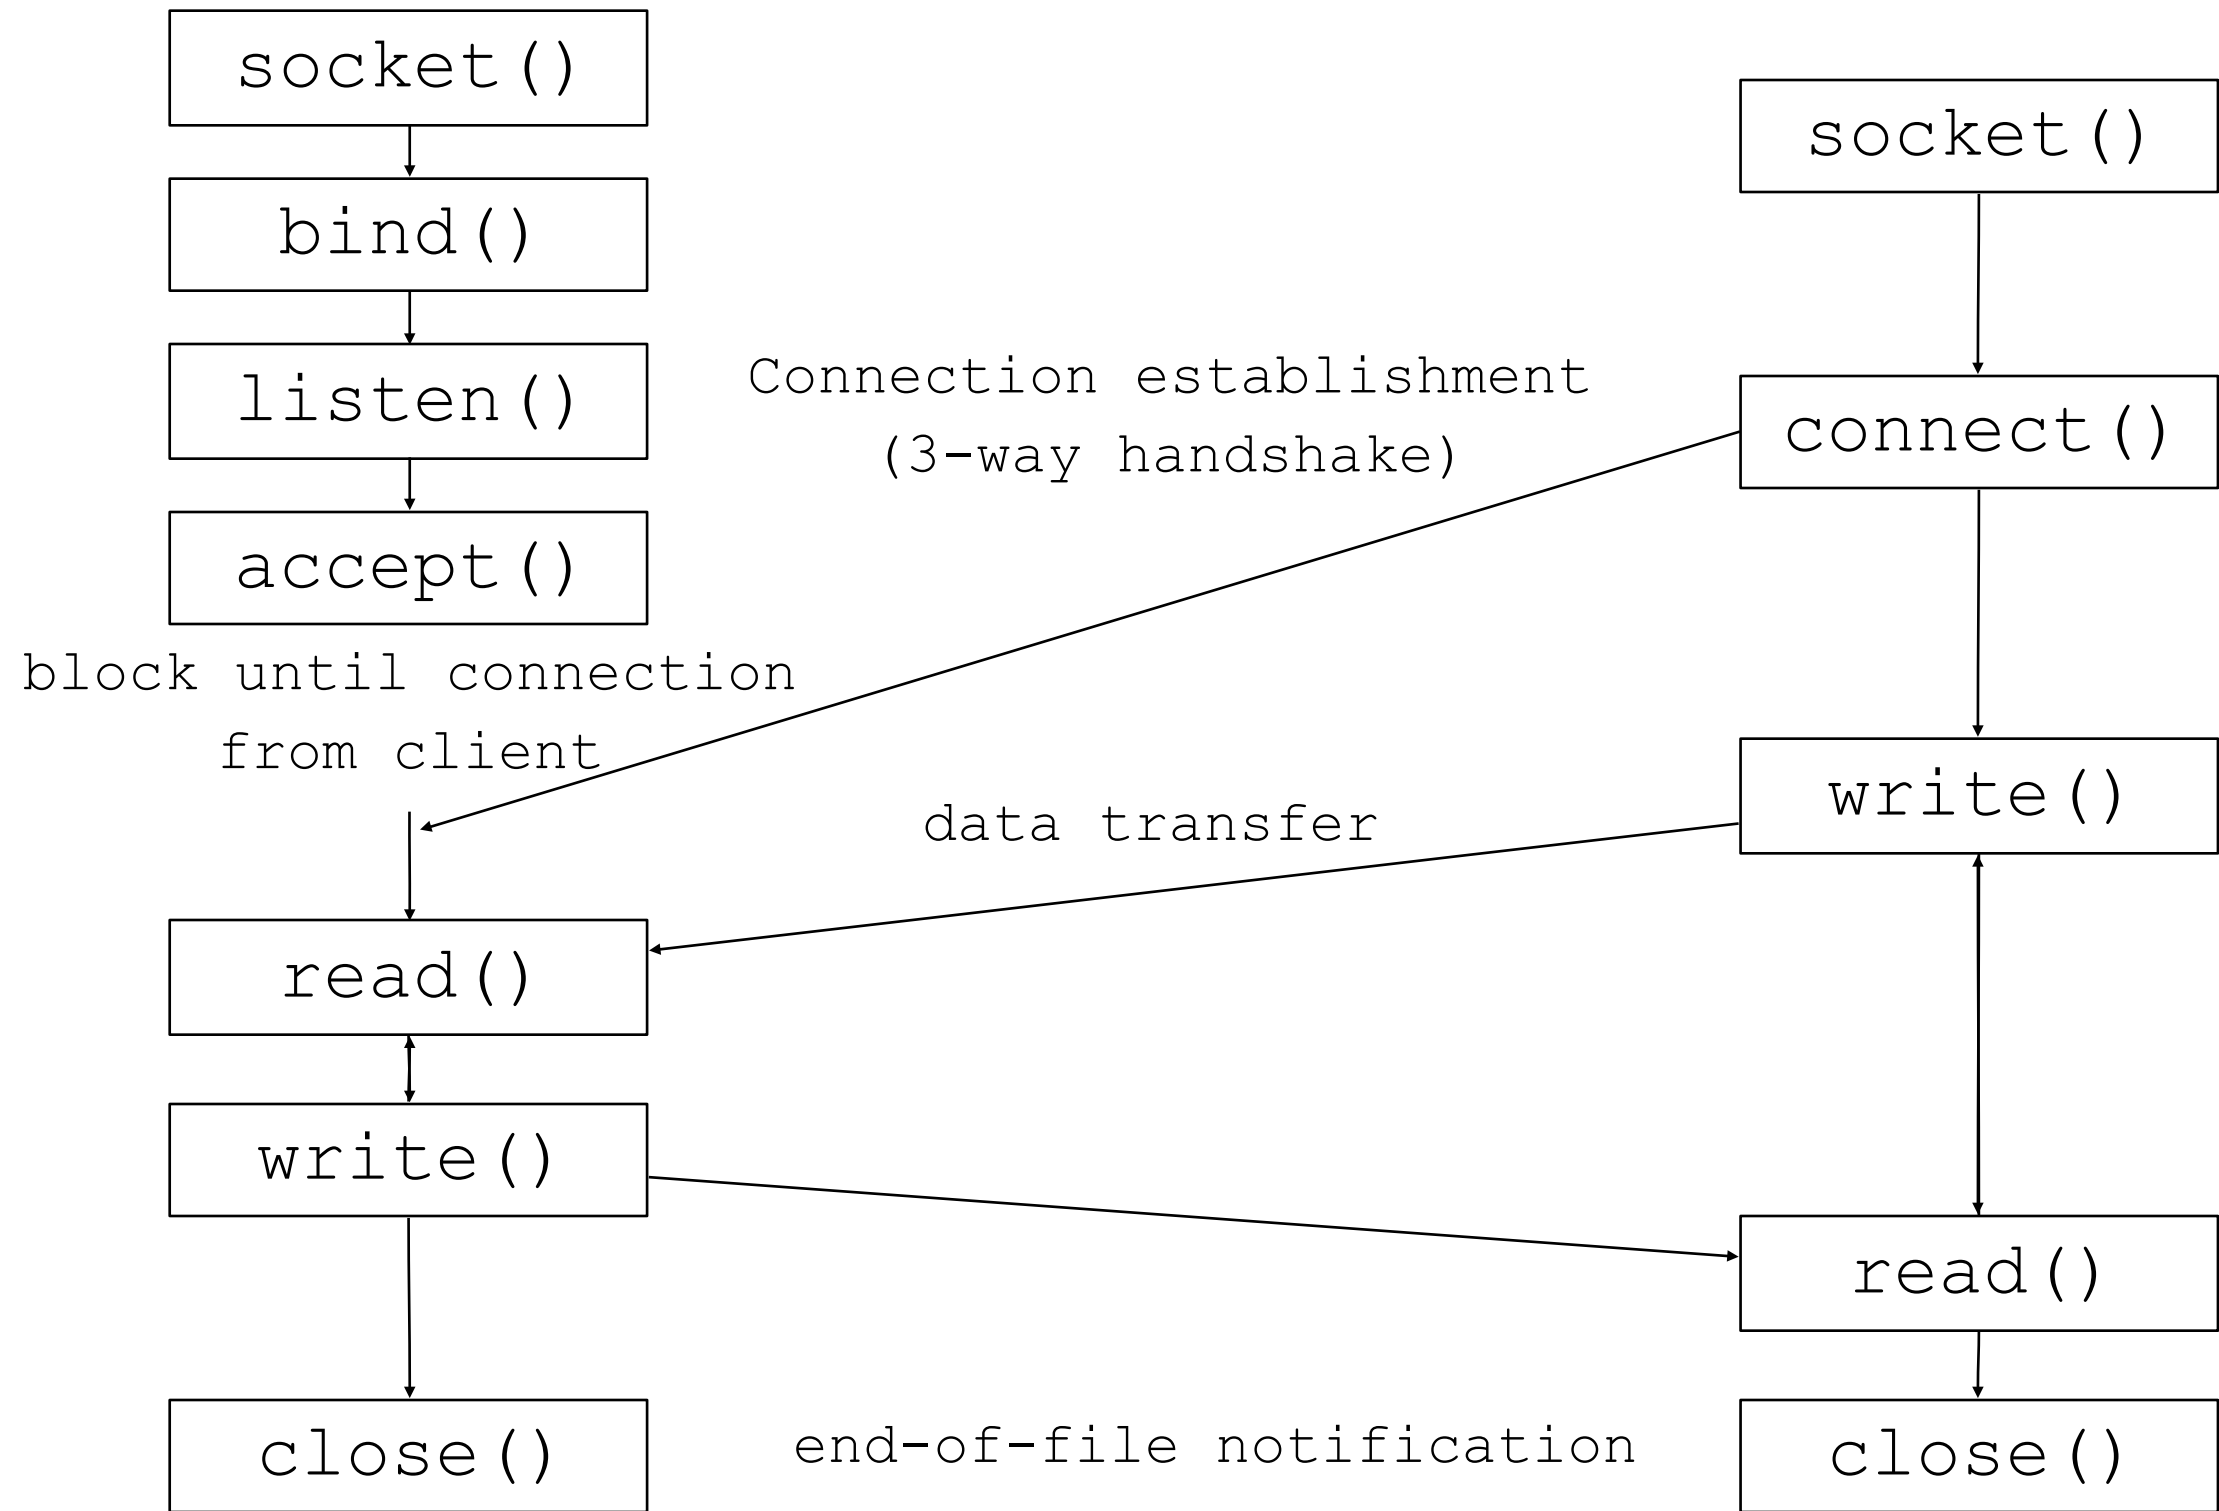 socket()
bind()
listen()
accept()
block until connection
from client
read()
write()
close()
Connection establishment
(3-way handshake)
data transfer
end-of-file notification
socket()
connect()
write()
read()
close()